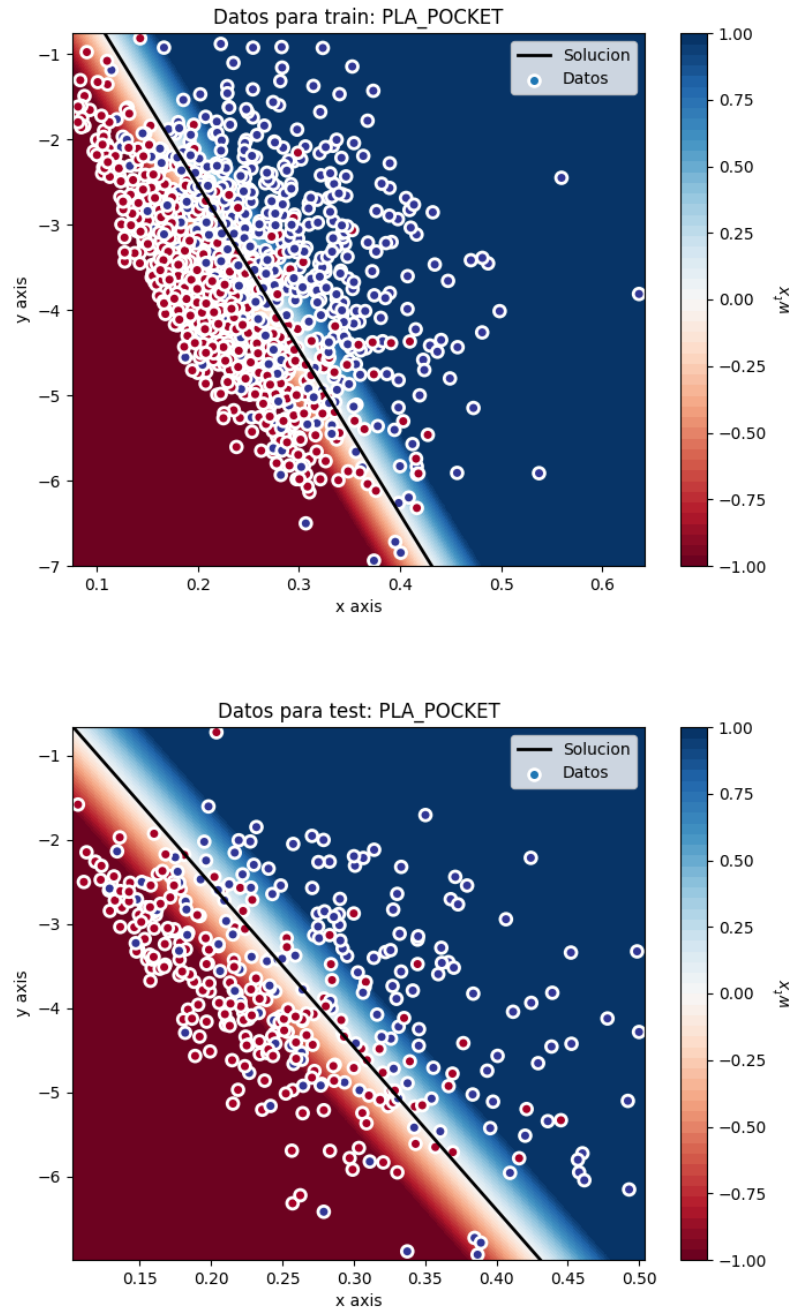 Datos para train: PLA_POCKET
Solucion
Datos
−1
−2
−3
−4
−5
−6
−7
y axis
0.1 0.2 0.3 0.4 0.5 0.6
x axis
1.00
0.75
0.50
0.25
0.00
−0.25
−0.50
−0.75
−1.00
wᵗx
Datos para test: PLA_POCKET
Solucion
Datos
−1
−2
−3
−4
−5
−6
y axis
0.15 0.20 0.25 0.30 0.35 0.40 0.45 0.50
x axis
1.00
0.75
0.50
0.25
0.00
−0.25
−0.50
−0.75
−1.00
wᵗx